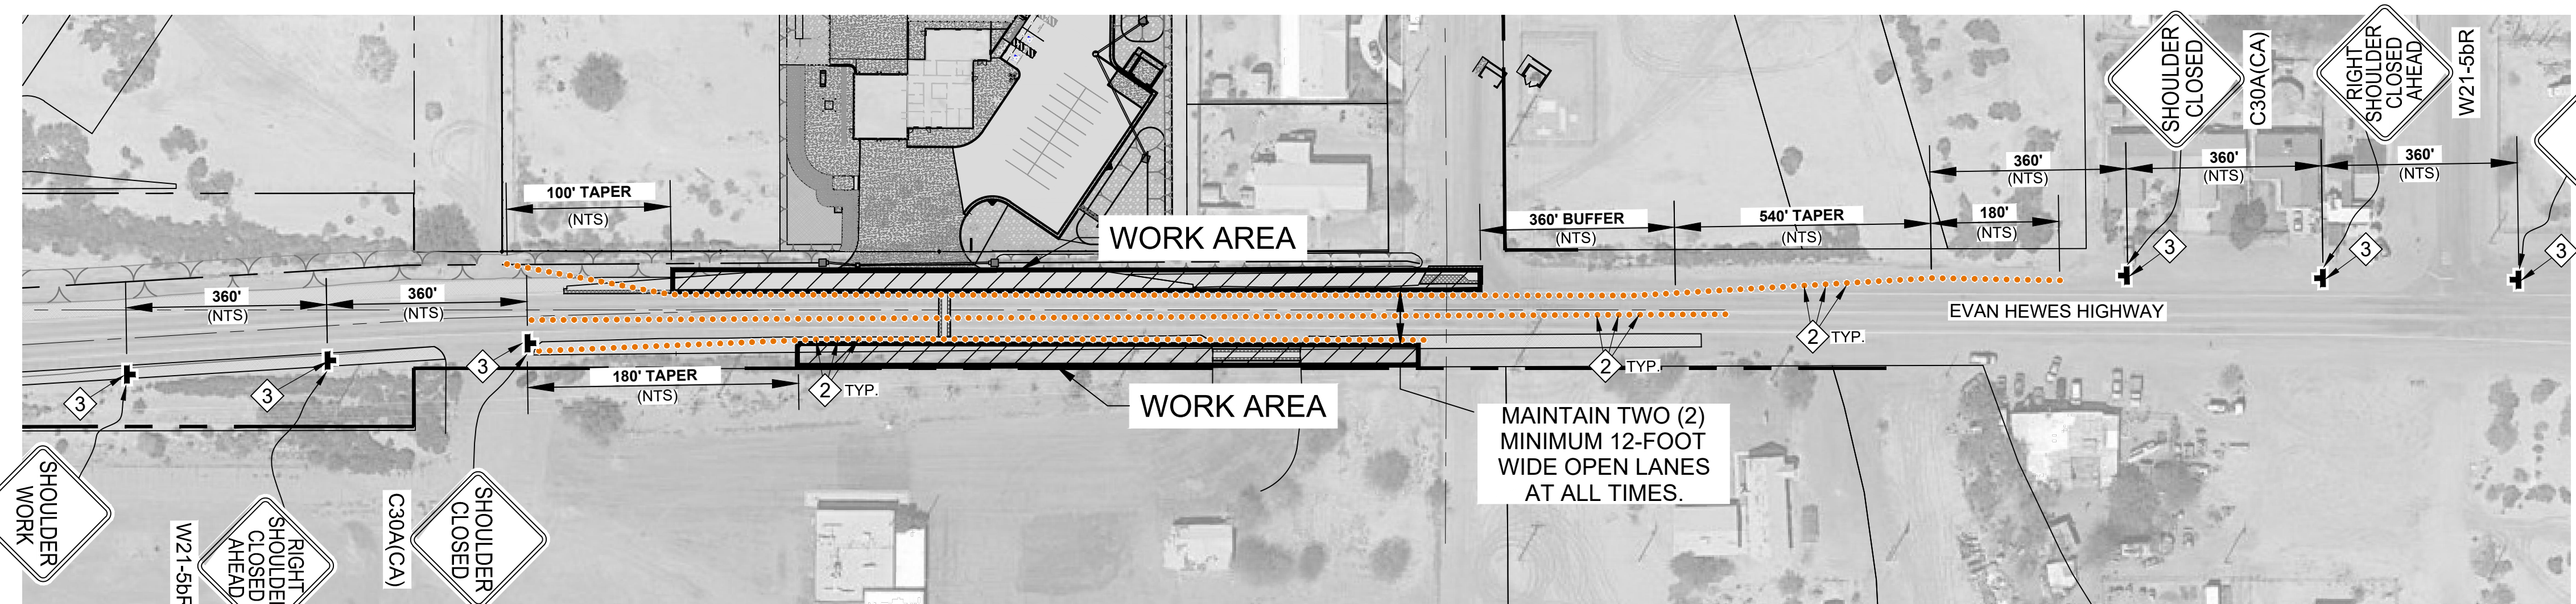 100' TAPER
(NTS)
WORK AREA
360' BUFFER
(NTS)
540' TAPER
(NTS)
180'
(NTS)
360'
(NTS)
360'
(NTS)
360'
(NTS)
SHOULDER
CLOSED
C30A(CA)
RIGHT
SHOULDER
CLOSED
AHEAD
W21-5bR
3
3
3
EVAN HEWES HIGHWAY
2 TYP.
2 TYP.
360'
(NTS)
360'
(NTS)
3
3
3
180' TAPER
(NTS)
2 TYP.
WORK AREA
MAINTAIN TWO (2)
MINIMUM 12-FOOT
WIDE OPEN LANES
AT ALL TIMES.
SHOULDER
WORK
W21-5bR
RIGHT
SHOULDER
CLOSED
AHEAD
C30A(CA)
SHOULDER
CLOSED